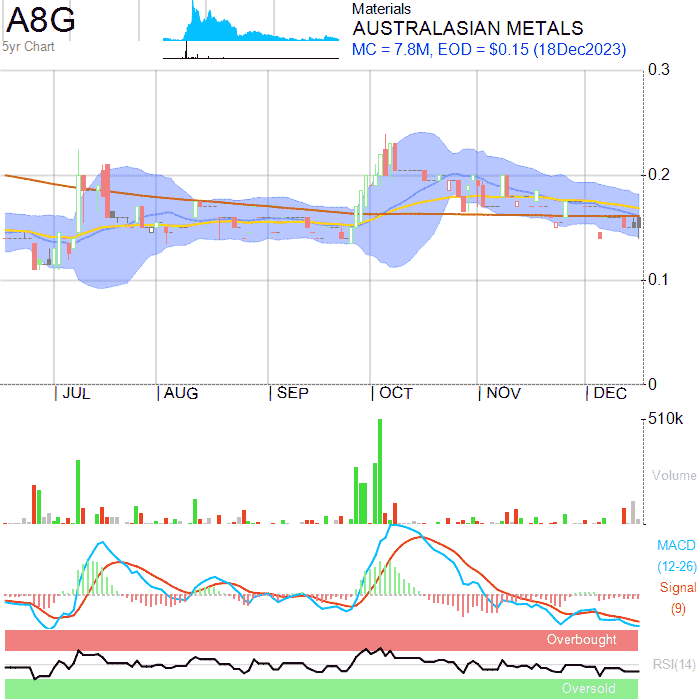 A8G
5yr Chart
Materials
AUSTRALASIAN METALS
MC = 7.8M, EOD = $0.15 (18Dec2023)
0.3
0.2
0.1
0
JUL AUG SEP OCT NOV DEC
510k
Volume
MACD
(12-26)
Signal
(9)
Overbought
RSI(14)
Oversold